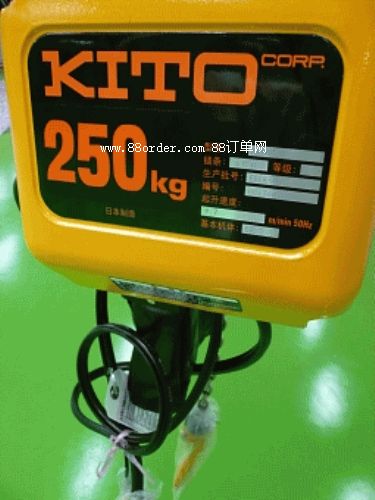 KITO CORP.
www.88order.com 88订单网
250kg
链条: 等级:
生产批号:
编号:
起升速度:
m/min 50Hz
基本机体:
日本制造